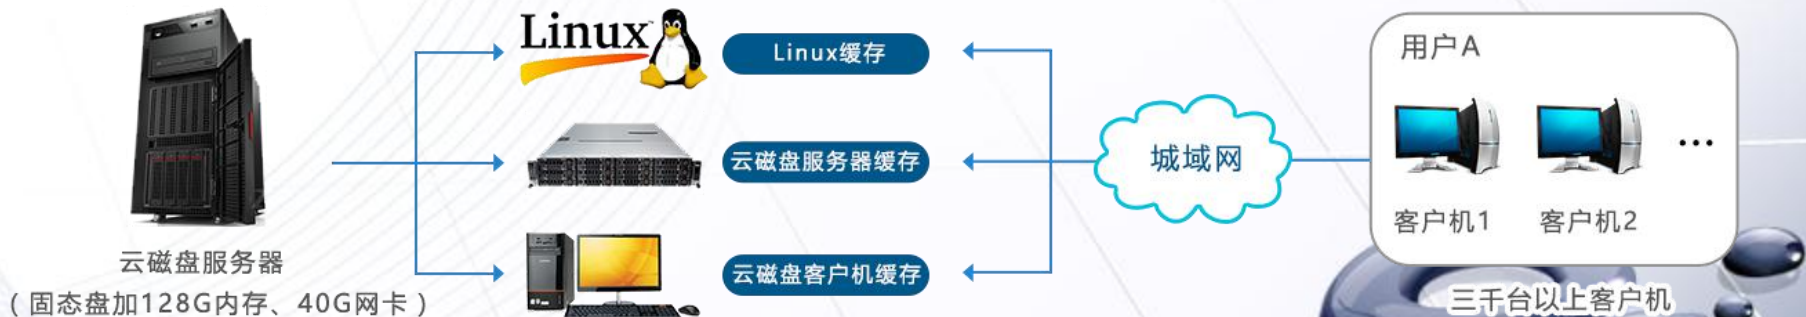 Linux
Linux缓存
用户A
云磁盘服务器缓存
城域网
...
客户机1
客户机2
云磁盘服务器
(固态盘加128G内存、40G网卡)
云磁盘客户机缓存
三千台以上客户机